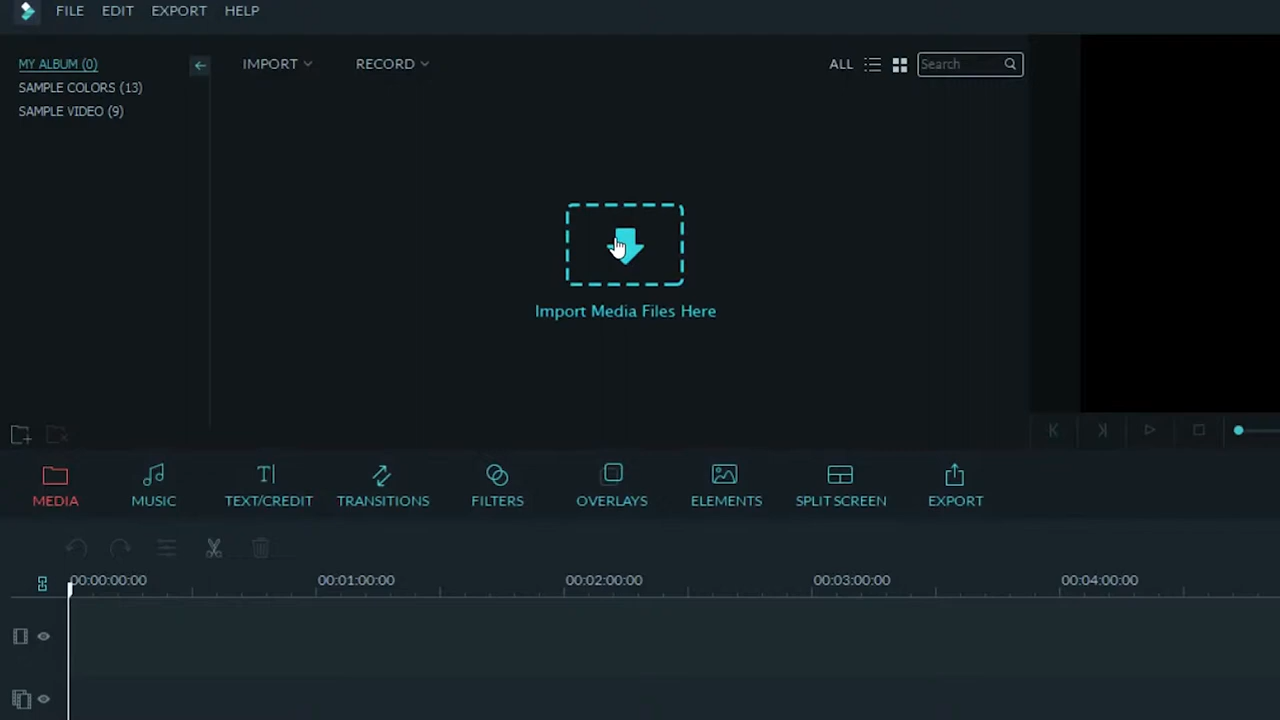 FILE EDIT EXPORT HELP
MY ALBUM (0)
IMPORT RECORD ALL Search
SAMPLE COLORS (13)
SAMPLE VIDEO (9)
Import Media Files Here
MEDIA MUSIC TEXT/CREDIT TRANSITIONS FILTERS OVERLAYS ELEMENTS SPLIT SCREEN EXPORT
00:00:00:00 00:01:00:00 00:02:00:00 00:03:00:00 00:04:00:00